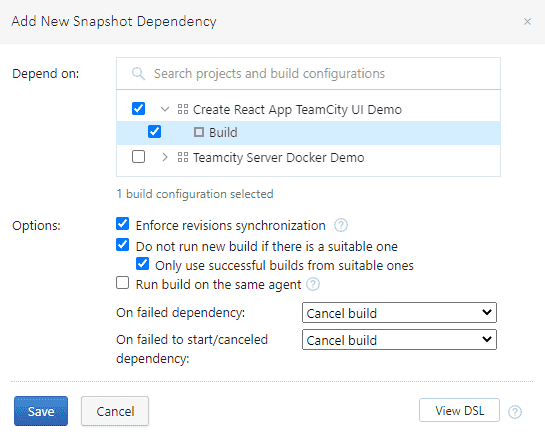 Add New Snapshot Dependency
×
Depend on:
Search projects and build configurations
Create React App TeamCity UI Demo
Build
Teamcity Server Docker Demo
1 build configuration selected
Options:
Enforce revisions synchronization ?
Do not run new build if there is a suitable one
Only use successful builds from suitable ones
Run build on the same agent ?
On failed dependency: Cancel build
On failed to start/canceled Cancel build
dependency:
Save Cancel View DSL ?